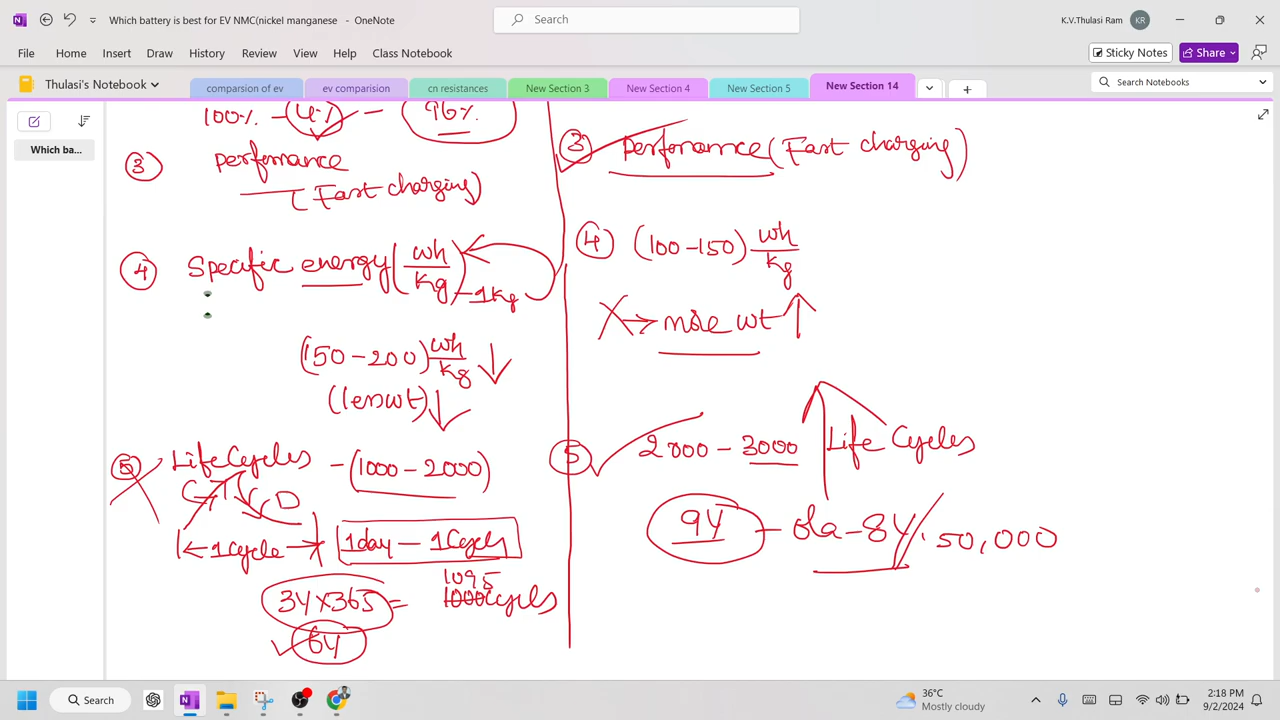 Which battery is best for EV NMC(nickel manganese - OneNote
Search
K.V.Thulasi Ram KR
File Home Insert Draw History Review View Help Class Notebook
Sticky Notes Share
Thulasi's Notebook
comparsion of ev ev comparision cn resistances New Section 3 New Section 4 New Section 5 New Section 14
Search Notebooks
Which ba...
100% - (4%) - 96%
③ performance
(Fast charging)
④ Specific energy (wh/kg) 1kg
(150-200) wh/kg ↓
(less wt) ↓
⑤ Life Cycles - (1000-2000)
C D
1 Cycle 1day - 1Cycle
1095
3Y×365 = 1000 cycles
6Y
③ performance (Fast charging)
④ (100-150) wh/kg
X → more wt ↑
⑤ 2000 - 3000 Life Cycles
9Y - ola - 8Y/ 50,000
Search
36°C
Mostly cloudy
2:18 PM
9/2/2024